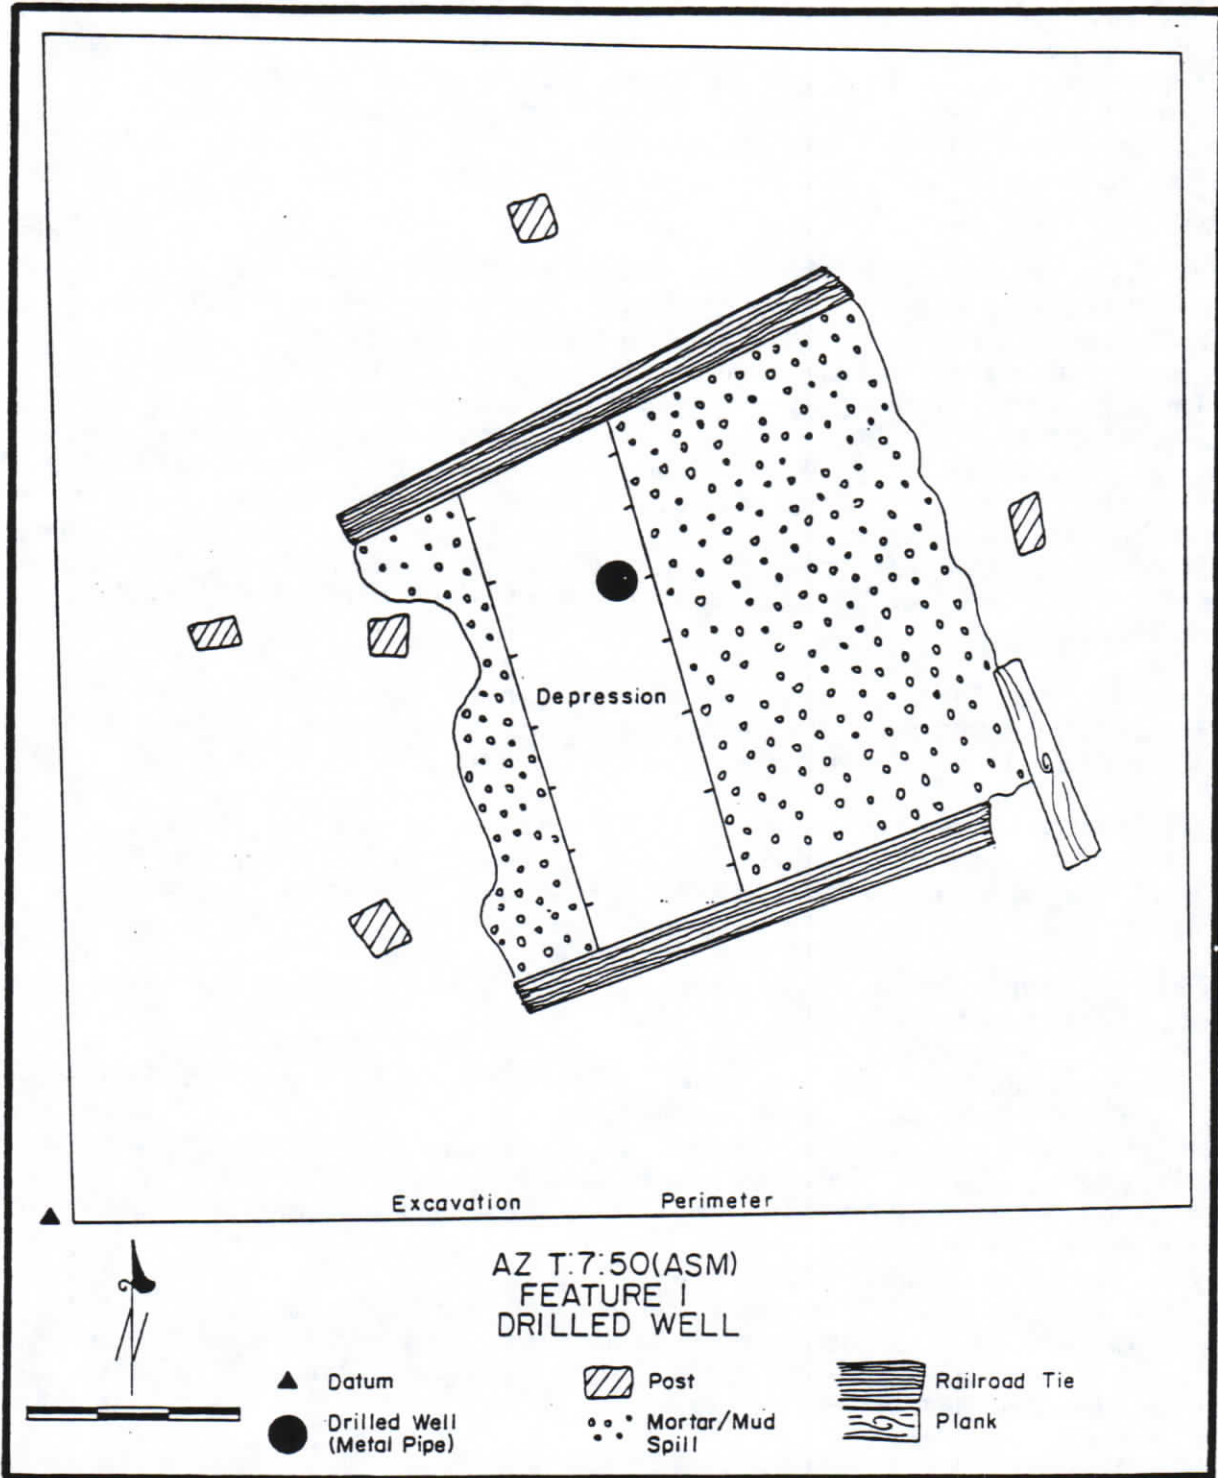 Depression
Excavation Perimeter
AZ T:7:50(ASM)
FEATURE 1
DRILLED WELL
N
Datum
Drilled Well
(Metal Pipe)
Post
Mortar/Mud
Spill
Railroad Tie
Plank